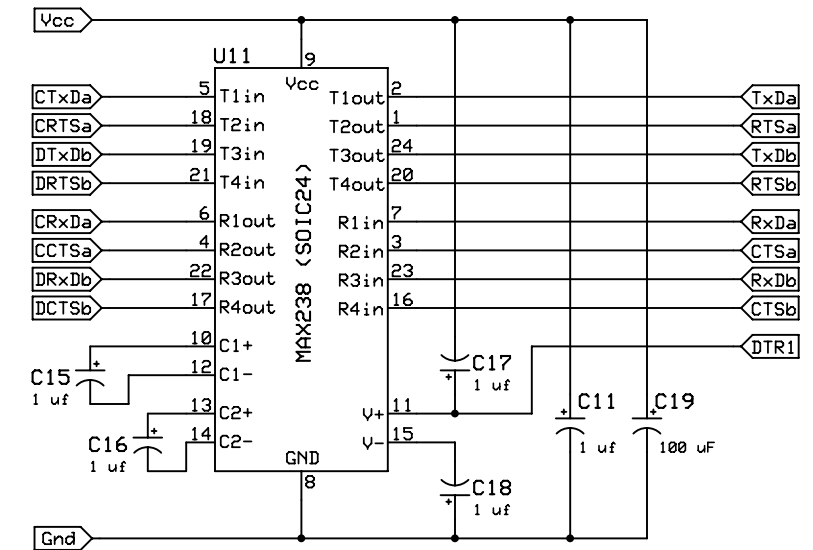 Vcc
U11
9
Vcc
CTxDa 5 T1in T1out 2 TxDa
CRTSa 18 T2in T2out 1 RTSa
DTxDb 19 T3in T3out 24 TxDb
DRTSb 21 T4in T4out 20 RTSb
CRxDa 6 R1out R1in 7 RxDa
CCTSa 4 R2out R2in 3 CTSa
DRxDb 22 R3out R3in 23 RxDb
DCTSb 17 R4out R4in 16 CTSb
MAX238 (SOIC24)
10 C1+ DTR1
C15 + 12 C1-
1 uf
C17
+ 1 uf
13 C2+ V+ 11
C16 + 14 C2- V- 15
1 uf
+ C11
1 uf
+ C19
100 uF
GND
8
C18
+ 1 uf
Gnd